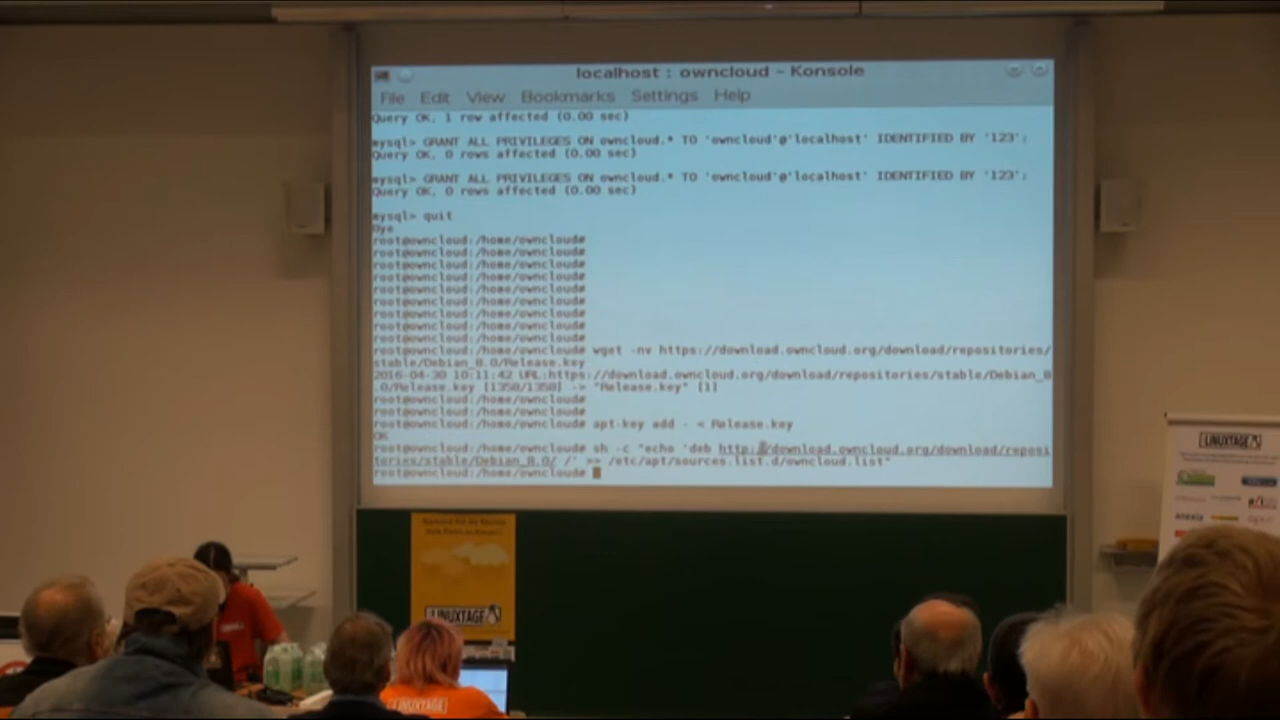 localhost : owncloud - Konsole
File Edit View Bookmarks Settings Help
Query OK, 1 row affected (0.00 sec)
mysql> GRANT ALL PRIVILEGES ON owncloud.* TO 'owncloud'@'localhost' IDENTIFIED BY '123';
Query OK, 0 rows affected (0.00 sec)
mysql> GRANT ALL PRIVILEGES ON owncloud.* TO 'owncloud'@'localhost' IDENTIFIED BY '123';
Query OK, 0 rows affected (0.00 sec)
mysql> quit
Bye
root@owncloud:/home/owncloud#
root@owncloud:/home/owncloud#
root@owncloud:/home/owncloud#
root@owncloud:/home/owncloud#
root@owncloud:/home/owncloud#
root@owncloud:/home/owncloud#
root@owncloud:/home/owncloud#
root@owncloud:/home/owncloud#
root@owncloud:/home/owncloud#
root@owncloud:/home/owncloud# wget -nv https://download.owncloud.org/download/repositories/
stable/Debian_8.0/Release.key
2016-04-30 10:11:42 URL:https://download.owncloud.org/download/repositories/stable/Debian_8
.0/Release.key [1358/1358] -> "Release.key" [1]
root@owncloud:/home/owncloud#
root@owncloud:/home/owncloud#
root@owncloud:/home/owncloud# apt-key add - < Release.key
OK
root@owncloud:/home/owncloud# sh -c "echo 'deb http://download.owncloud.org/download/reposi
tories/stable/Debian_8.0/ /' >> /etc/apt/sources.list.d/owncloud.list"
root@owncloud:/home/owncloud#
LINUXTAGE
LINUXTAGE
anexia
LINUXTAGE